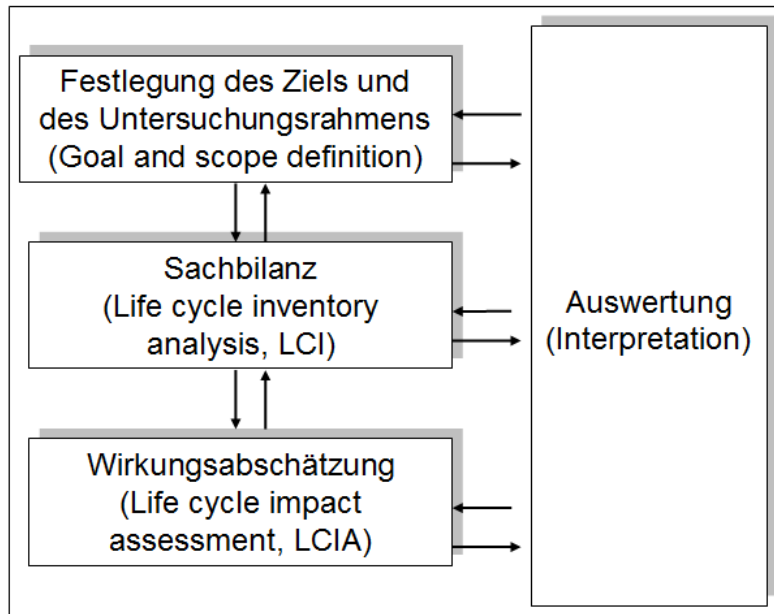 Festlegung des Ziels und
des Untersuchungsrahmens
(Goal and scope definition)
Sachbilanz
(Life cycle inventory
analysis, LCI)
Wirkungsabschätzung
(Life cycle impact
assessment, LCIA)
Auswertung
(Interpretation)